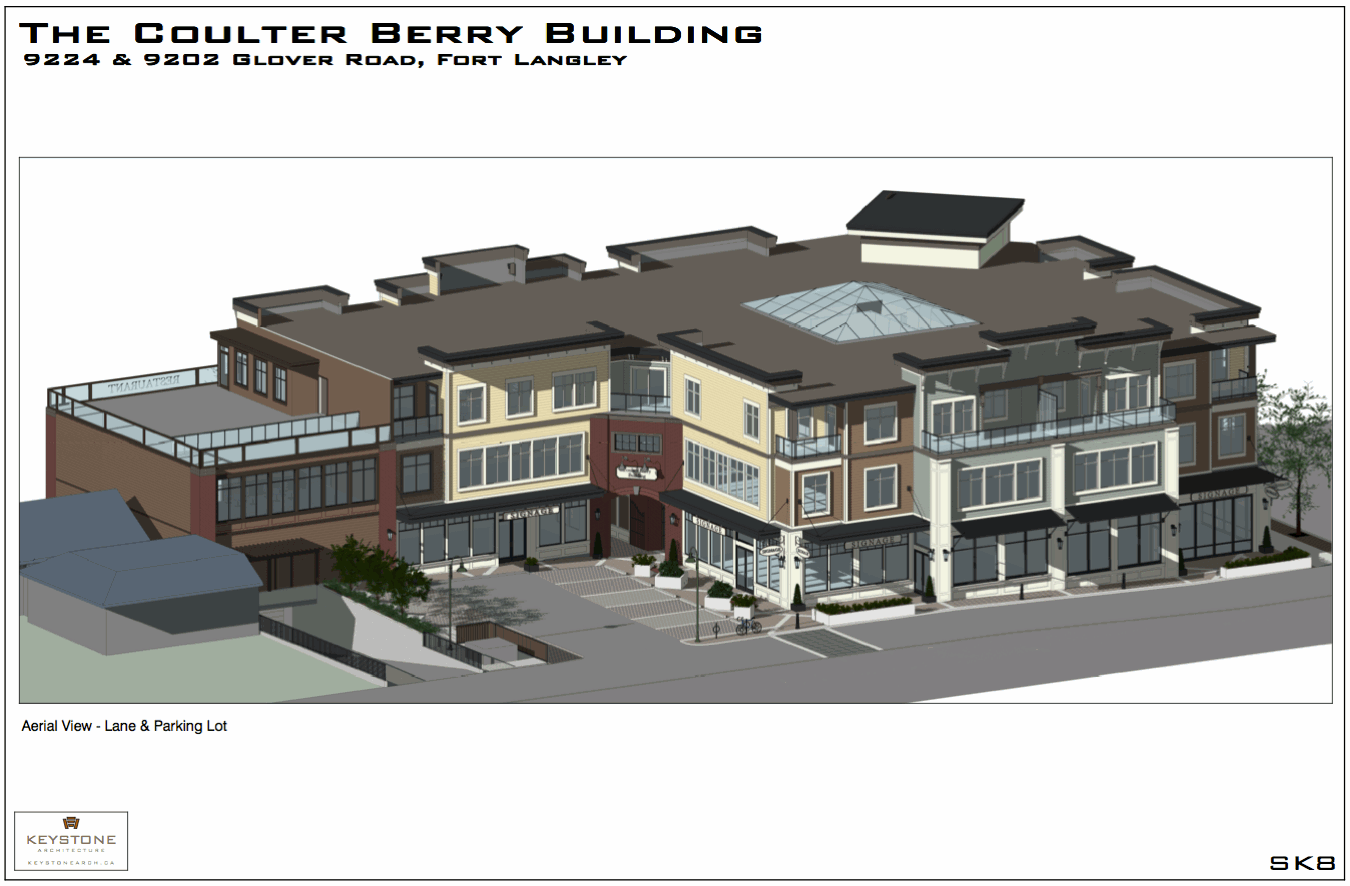 THE COULTER BERRY BUILDING
9224 & 9202 GLOVER ROAD, FORT LANGLEY
RESTAURANT
SIGNAGE
SIGNAGE
SIGNAGE
SIGNAGE
Aerial View - Lane & Parking Lot
KEYSTONE
ARCHITECTURE
KEYSTONEARCH.CA
SK8